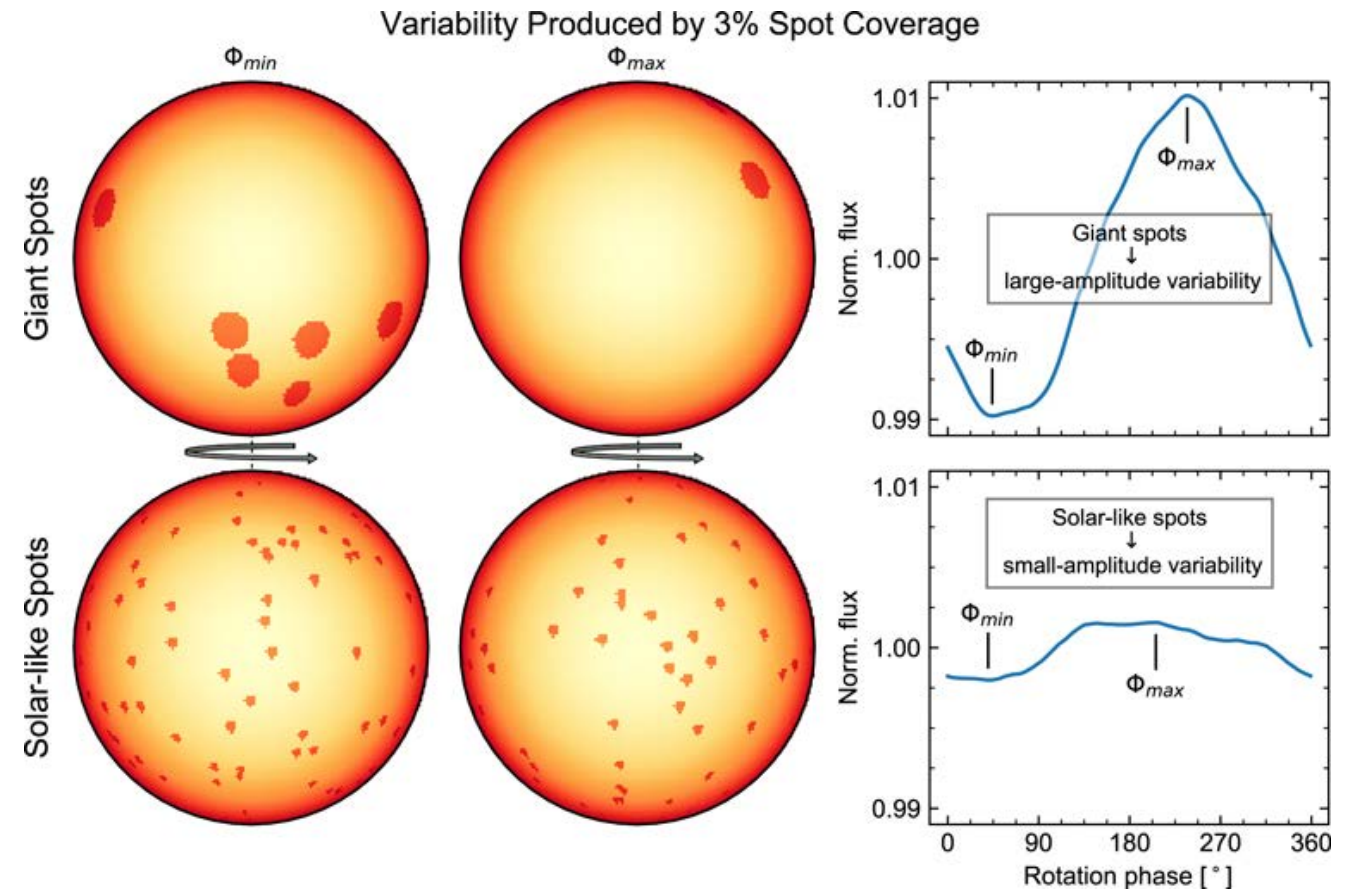 Variability Produced by 3% Spot Coverage
Φmin
Φmax
Giant Spots
Solar-like Spots
Norm. flux
1.01
1.00
0.99
Φmax
Giant spots
↓
large-amplitude variability
Φmin
Norm. flux
1.01
1.00
0.99
Solar-like spots
↓
small-amplitude variability
Φmin
Φmax
0 90 180 270 360
Rotation phase [°]